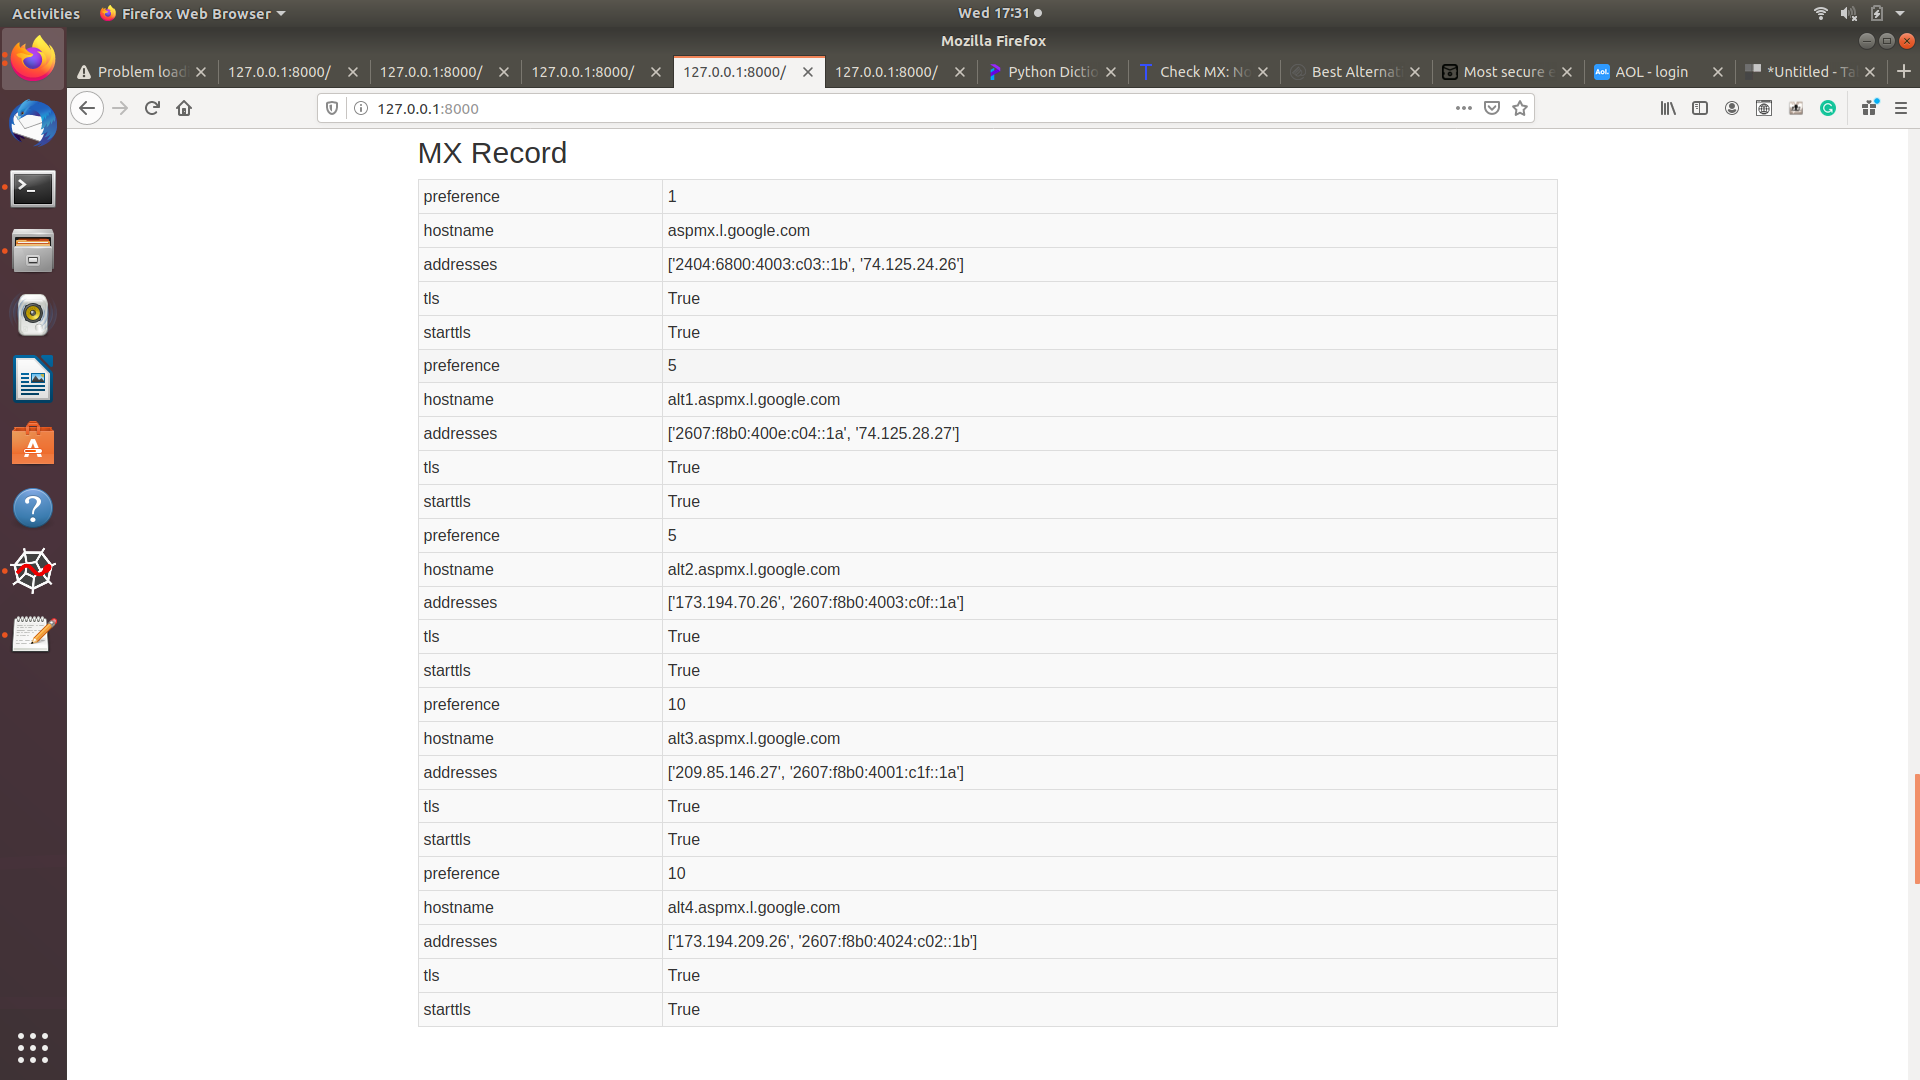 Activities Firefox Web Browser Wed 17:31
Mozilla Firefox
Problem load 127.0.0.1:8000/ 127.0.0.1:8000/ 127.0.0.1:8000/ 127.0.0.1:8000/ 127.0.0.1:8000/ Python Dictio Check MX: No Best Alternat Most secure e AOL - login *Untitled - Ta
127.0.0.1:8000
MX Record
preference 1
hostname aspmx.l.google.com
addresses ['2404:6800:4003:c03::1b', '74.125.24.26']
tls True
starttls True
preference 5
hostname alt1.aspmx.l.google.com
addresses ['2607:f8b0:400e:c04::1a', '74.125.28.27']
tls True
starttls True
preference 5
hostname alt2.aspmx.l.google.com
addresses ['173.194.70.26', '2607:f8b0:4003:c0f::1a']
tls True
starttls True
preference 10
hostname alt3.aspmx.l.google.com
addresses ['209.85.146.27', '2607:f8b0:4001:c1f::1a']
tls True
starttls True
preference 10
hostname alt4.aspmx.l.google.com
addresses ['173.194.209.26', '2607:f8b0:4024:c02::1b']
tls True
starttls True